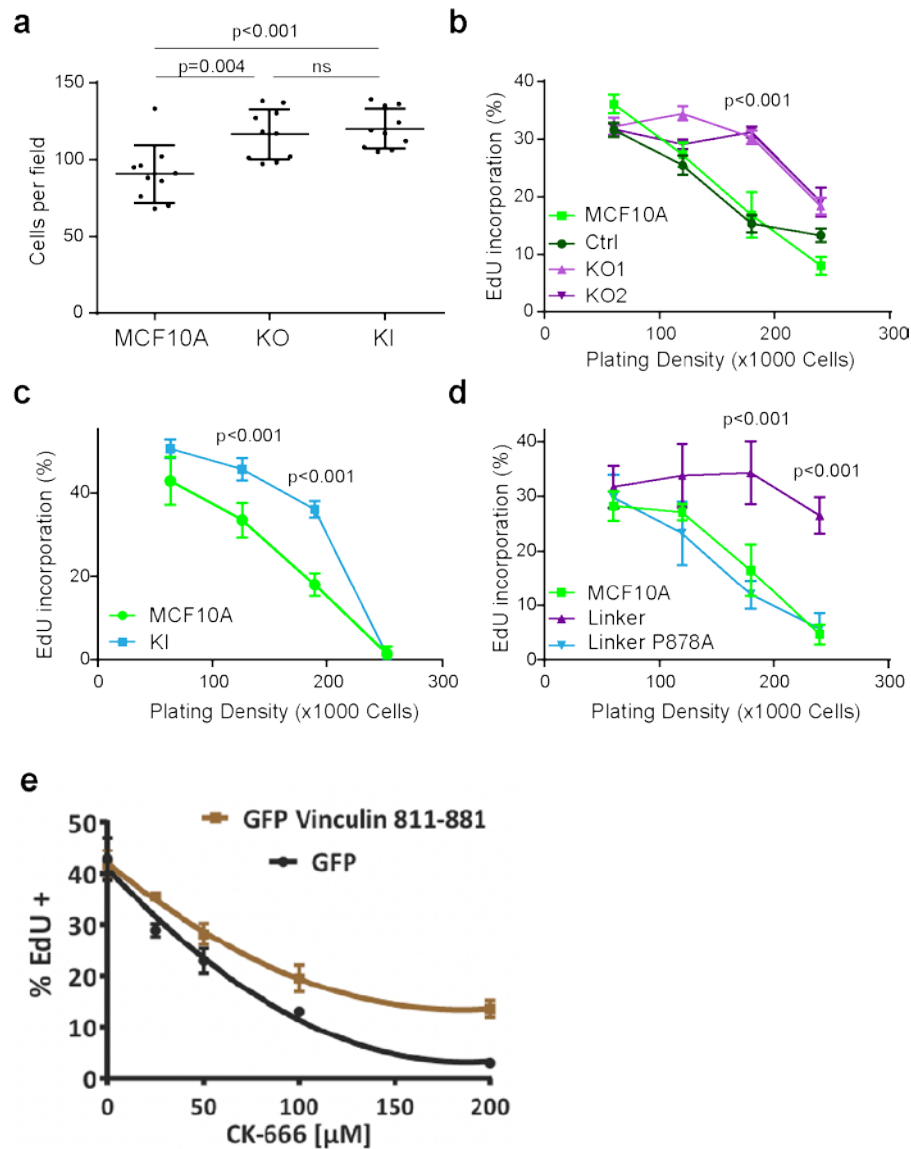 a
p<0.001
p=0.004 ns
150
100
50
0
Cells per field
MCF10A KO KI
b
40
30
20
10
0
EdU incorporation (%)
p<0.001
MCF10A
Ctrl
KO1
KO2
0 100 200 300
Plating Density (x1000 Cells)
c
40
20
0
EdU incorporation (%)
p<0.001
p<0.001
MCF10A
KI
0 100 200 300
Plating Density (x1000 Cells)
d
40
30
20
10
0
EdU incorporation (%)
p<0.001
p<0.001
MCF10A
Linker
Linker P878A
0 100 200 300
Plating Density (x1000 Cells)
e
50
40
30
20
10
0
% EdU +
GFP Vinculin 811-881
GFP
0 50 100 150 200
CK-666 [µM]